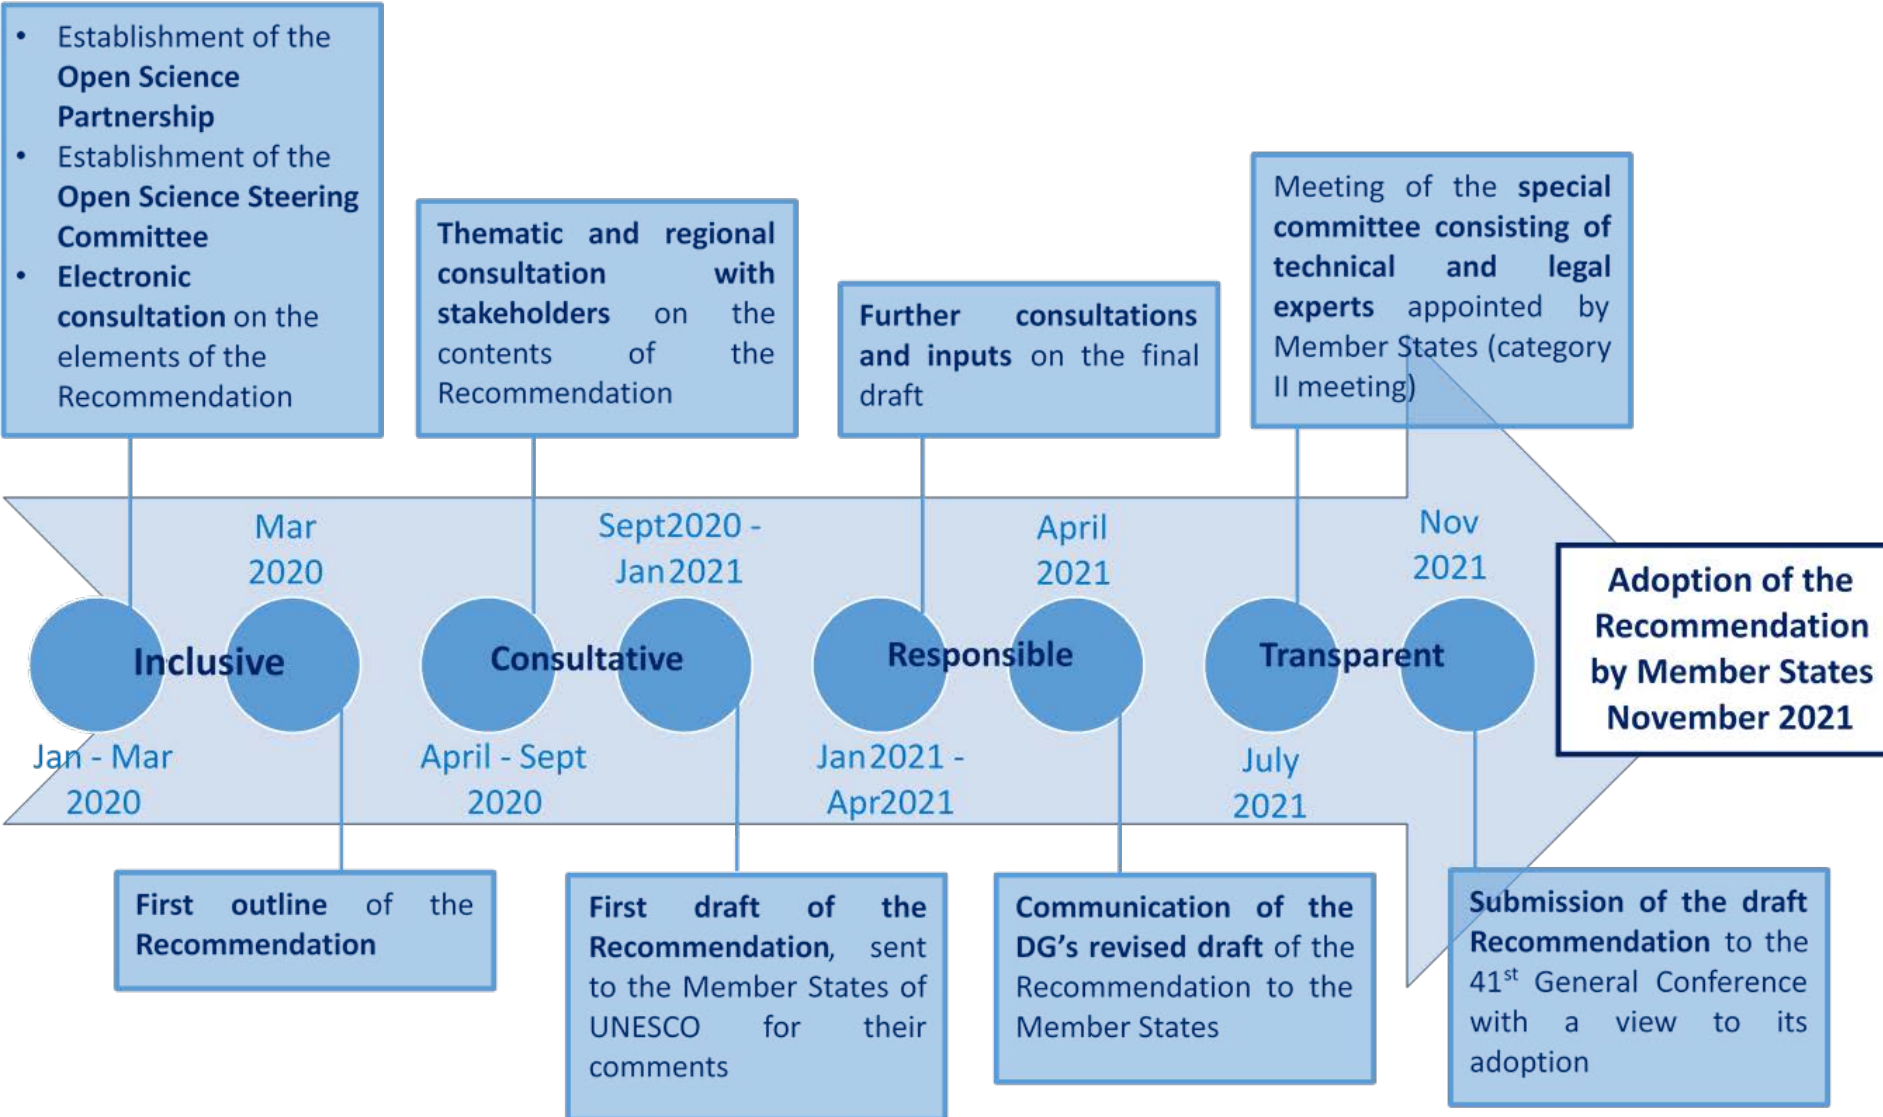 • Establishment of the
Open Science
Partnership
• Establishment of the
Open Science Steering
Committee
• Electronic
consultation on the
elements of the
Recommendation
Thematic and regional
consultation with
stakeholders on the
contents of the
Recommendation
Further consultations
and inputs on the final
draft
Meeting of the special
committee consisting of
technical and legal
experts appointed by
Member States (category
II meeting)
Mar
2020
Sept2020 -
Jan2021
April
2021
Nov
2021
Inclusive
Consultative
Responsible
Transparent
Adoption of the
Recommendation
by Member States
November 2021
Jan - Mar
2020
April - Sept
2020
Jan2021 -
Apr2021
July
2021
First outline of the
Recommendation
First draft of the
Recommendation, sent
to the Member States of
UNESCO for their
comments
Communication of the
DG’s revised draft of the
Recommendation to the
Member States
Submission of the draft
Recommendation to the
41st General Conference
with a view to its
adoption